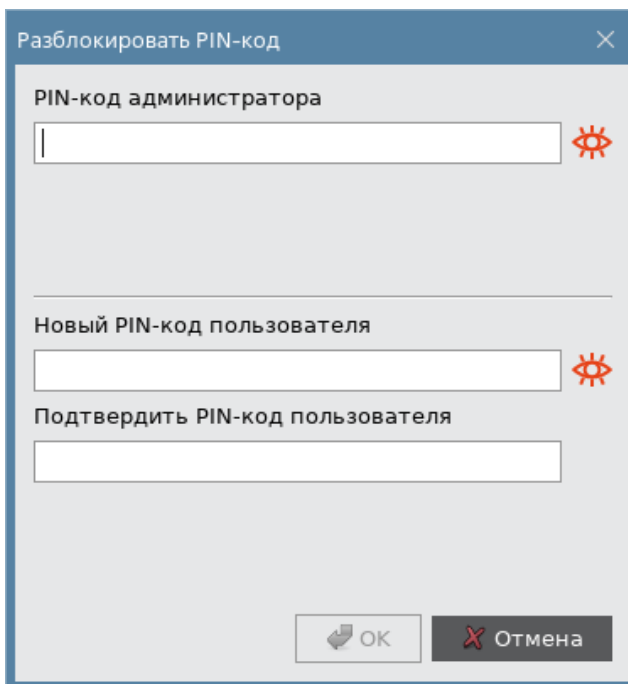 Разблокировать PIN-код
PIN-код администратора
Новый PIN-код пользователя
Подтвердить PIN-код пользователя
OK
Отмена